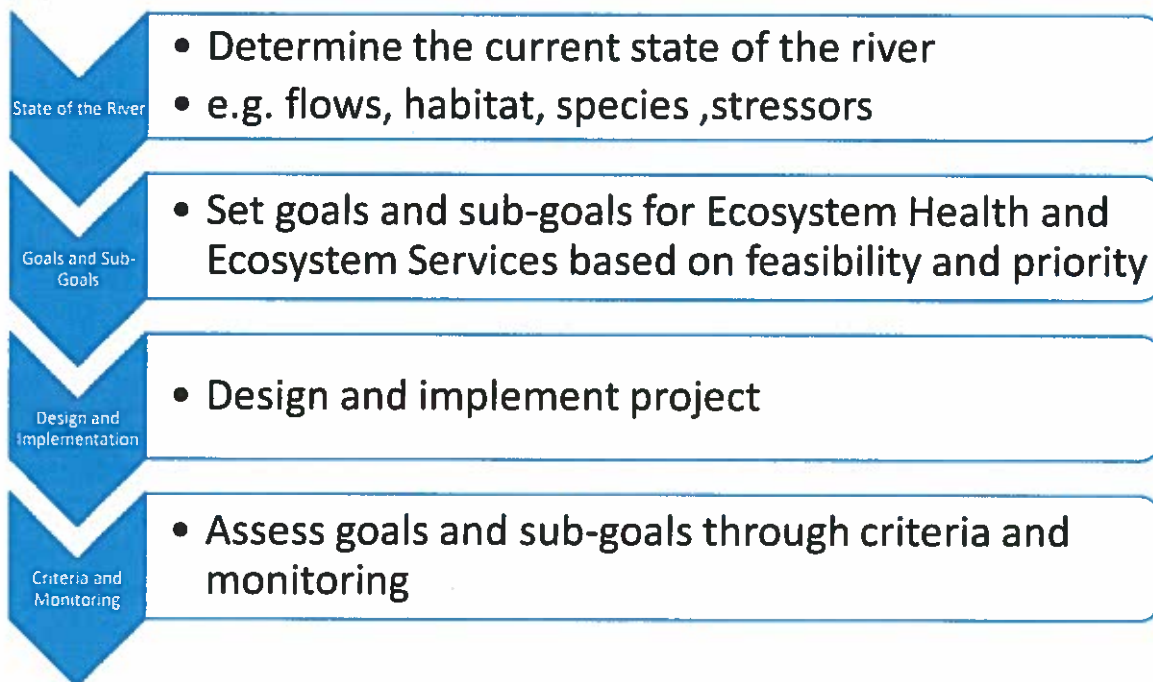 State of the River
• Determine the current state of the river
• e.g. flows, habitat, species ,stressors
Goals and Sub-
Goals
• Set goals and sub-goals for Ecosystem Health and
Ecosystem Services based on feasibility and priority
Design and
Implementation
• Design and implement project
Criteria and
Monitoring
• Assess goals and sub-goals through criteria and
monitoring